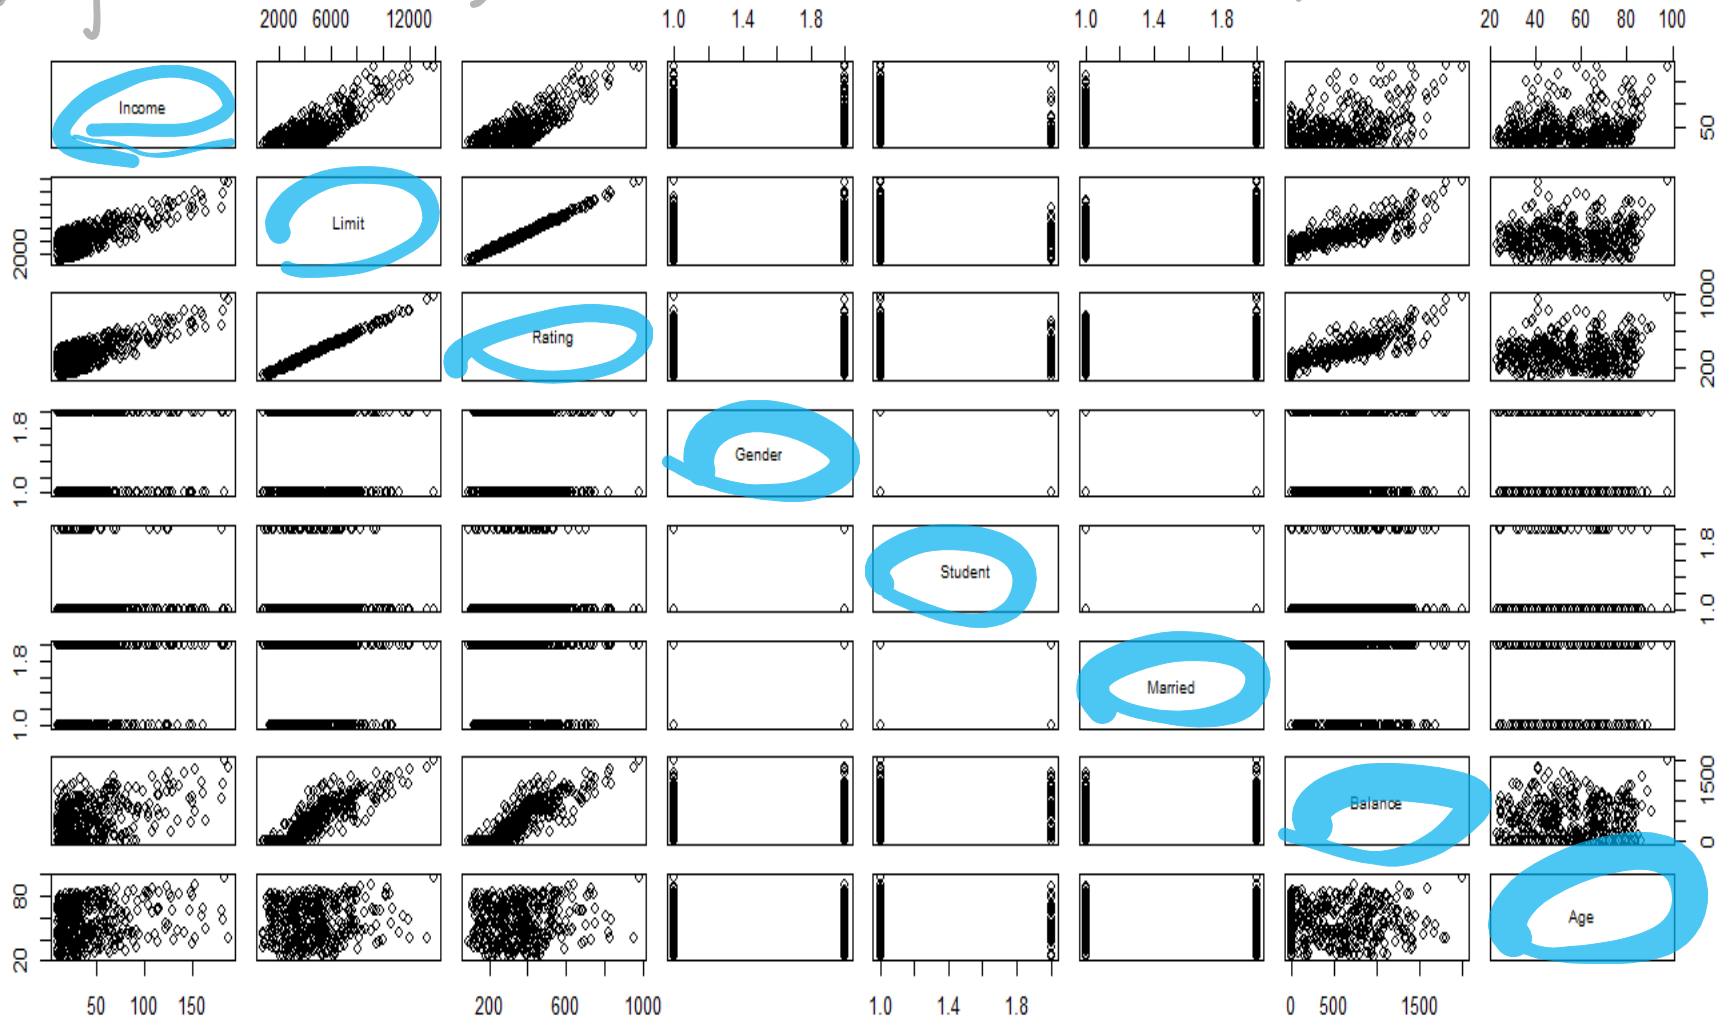 2000 6000 12000 1.0 1.4 1.8 1.0 1.4 1.8 20 40 60 80 100
Income 50
2000 Limit
Rating 200 1000
1.0 1.8 Gender
Student 1.0 1.8
1.0 1.8 Married
Balance 0 1500
20 80 Age
50 100 150 200 600 1000 1.0 1.4 1.8 0 500 1500